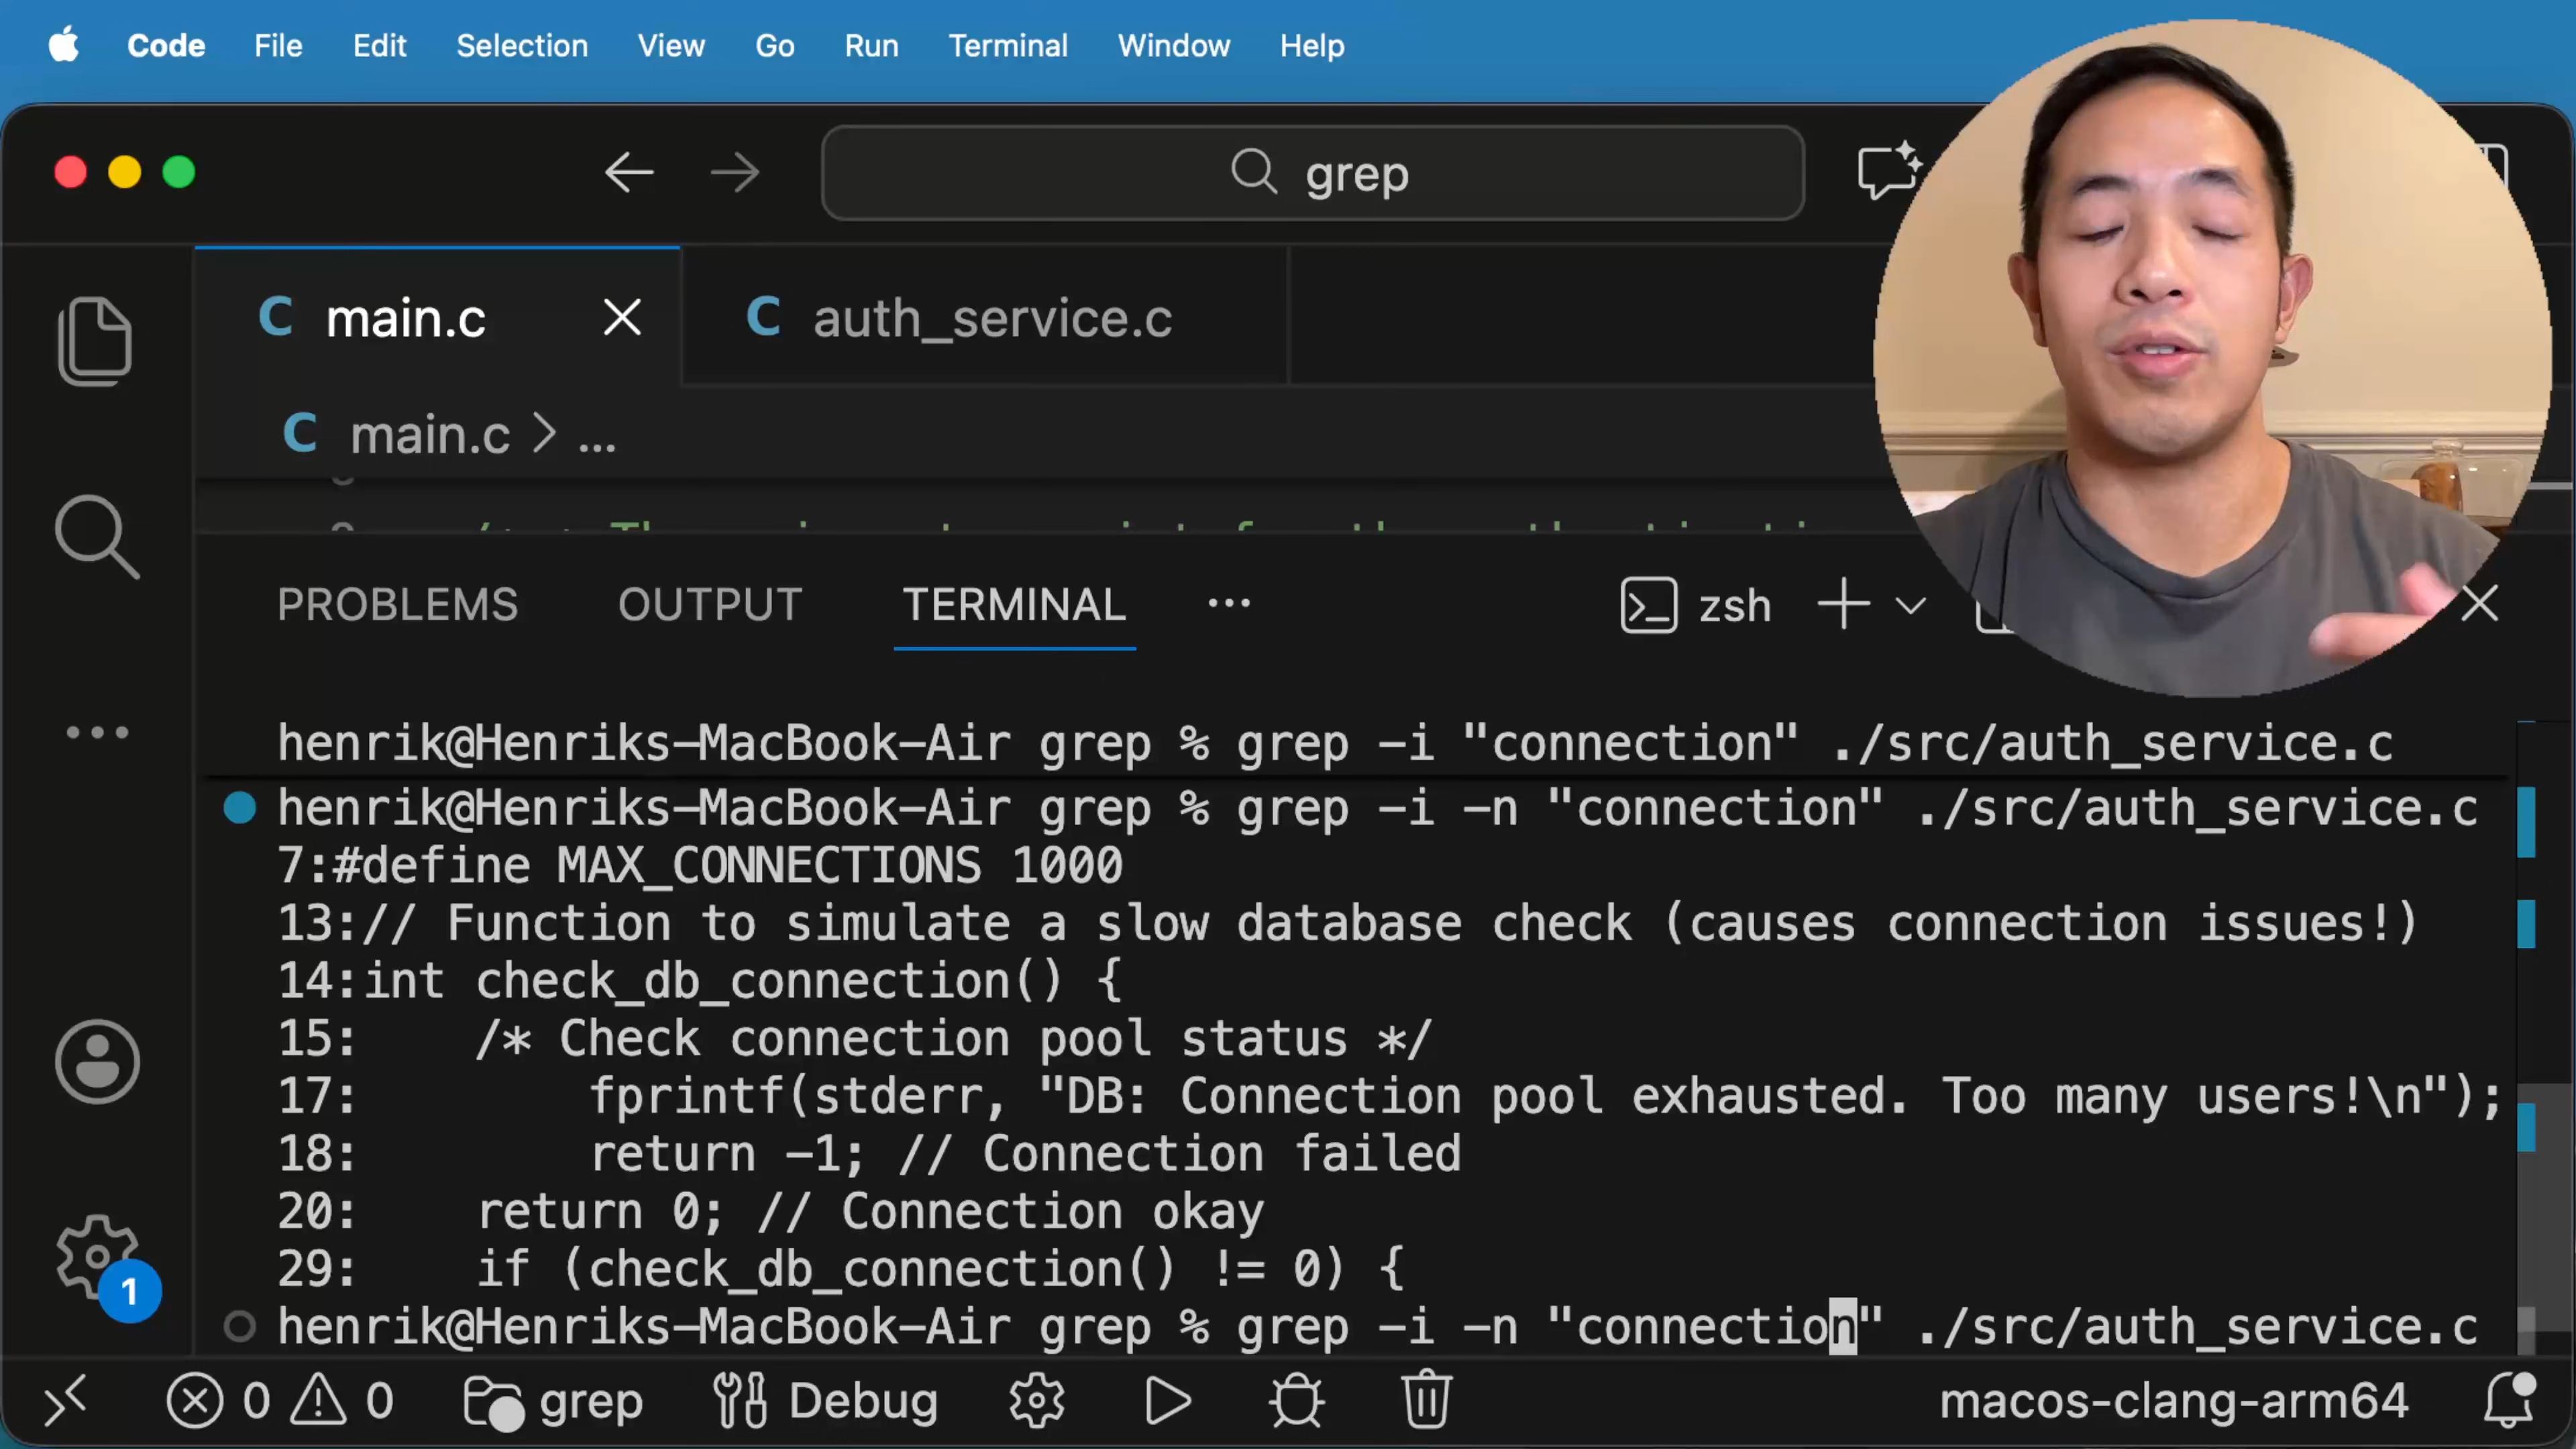 Code File Edit Selection View Go Run Terminal Window Help
grep
C main.c auth_service.c
C main.c > ...
PROBLEMS OUTPUT TERMINAL ... zsh
henrik@Henriks-MacBook-Air grep % grep -i "connection" ./src/auth_service.c
henrik@Henriks-MacBook-Air grep % grep -i -n "connection" ./src/auth_service.c
7:#define MAX_CONNECTIONS 1000
13:// Function to simulate a slow database check (causes connection issues!)
14:int check_db_connection() {
15:    /* Check connection pool status */
17:        fprintf(stderr, "DB: Connection pool exhausted. Too many users!\n");
18:        return -1; // Connection failed
20:    return 0; // Connection okay
29:    if (check_db_connection() != 0) {
henrik@Henriks-MacBook-Air grep % grep -i -n "connection" ./src/auth_service.c
1
0 0 grep Debug macos-clang-arm64